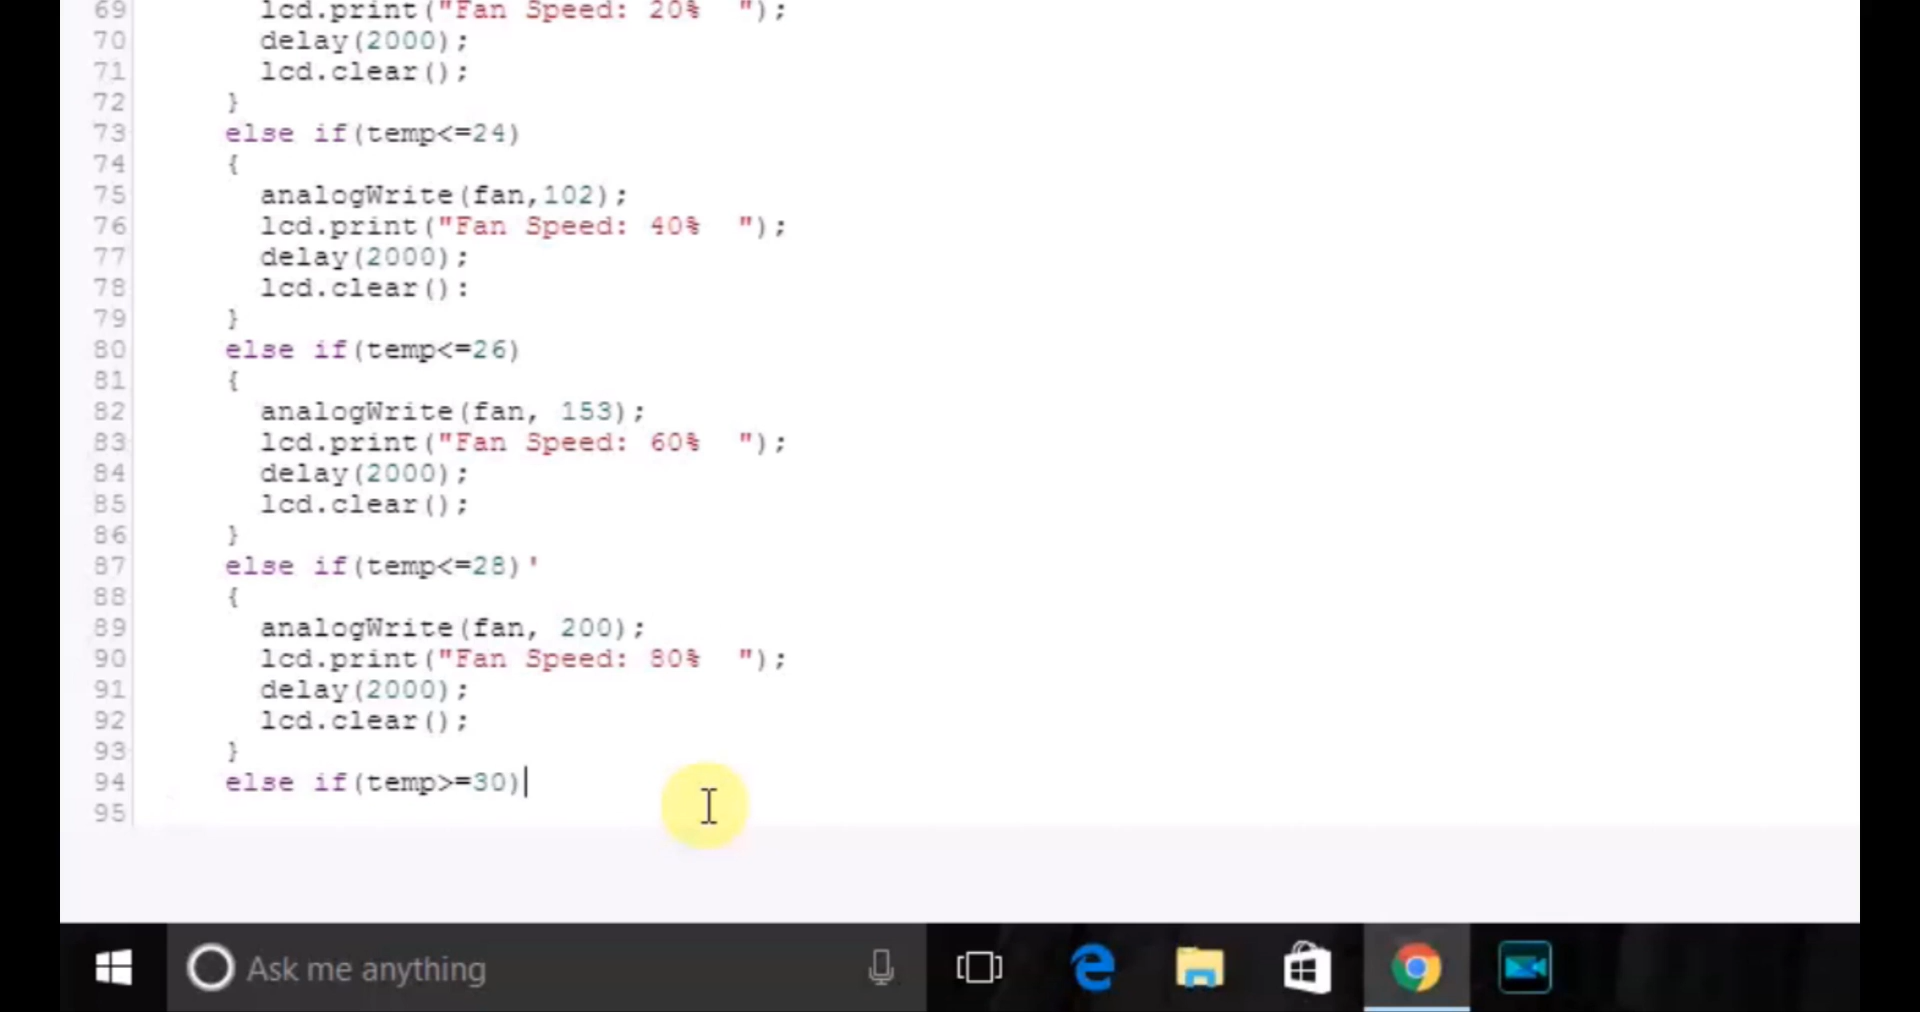 69 lcd.print("Fan Speed: 20%  ");
70 delay(2000);
71 lcd.clear();
72 }
73 else if(temp<=24)
74 {
75 analogWrite(fan,102);
76 lcd.print("Fan Speed: 40%  ");
77 delay(2000);
78 lcd.clear():
79 }
80 else if(temp<=26)
81 {
82 analogWrite(fan, 153);
83 lcd.print("Fan Speed: 60%  ");
84 delay(2000);
85 lcd.clear();
86 }
87 else if(temp<=28)'
88 {
89 analogWrite(fan, 200);
90 lcd.print("Fan Speed: 80%  ");
91 delay(2000);
92 lcd.clear();
93 }
94 else if(temp>=30)
95
Ask me anything